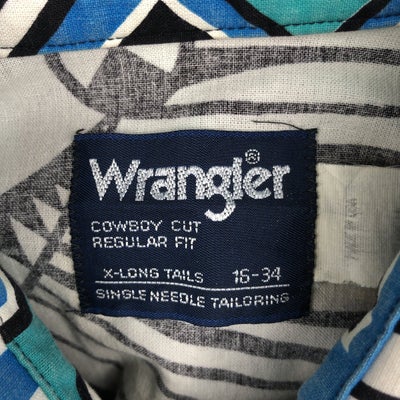 Wrangler®
COWBOY CUT
REGULAR FIT
X-LONG TAILS 16-34
SINGLE NEEDLE TAILORING